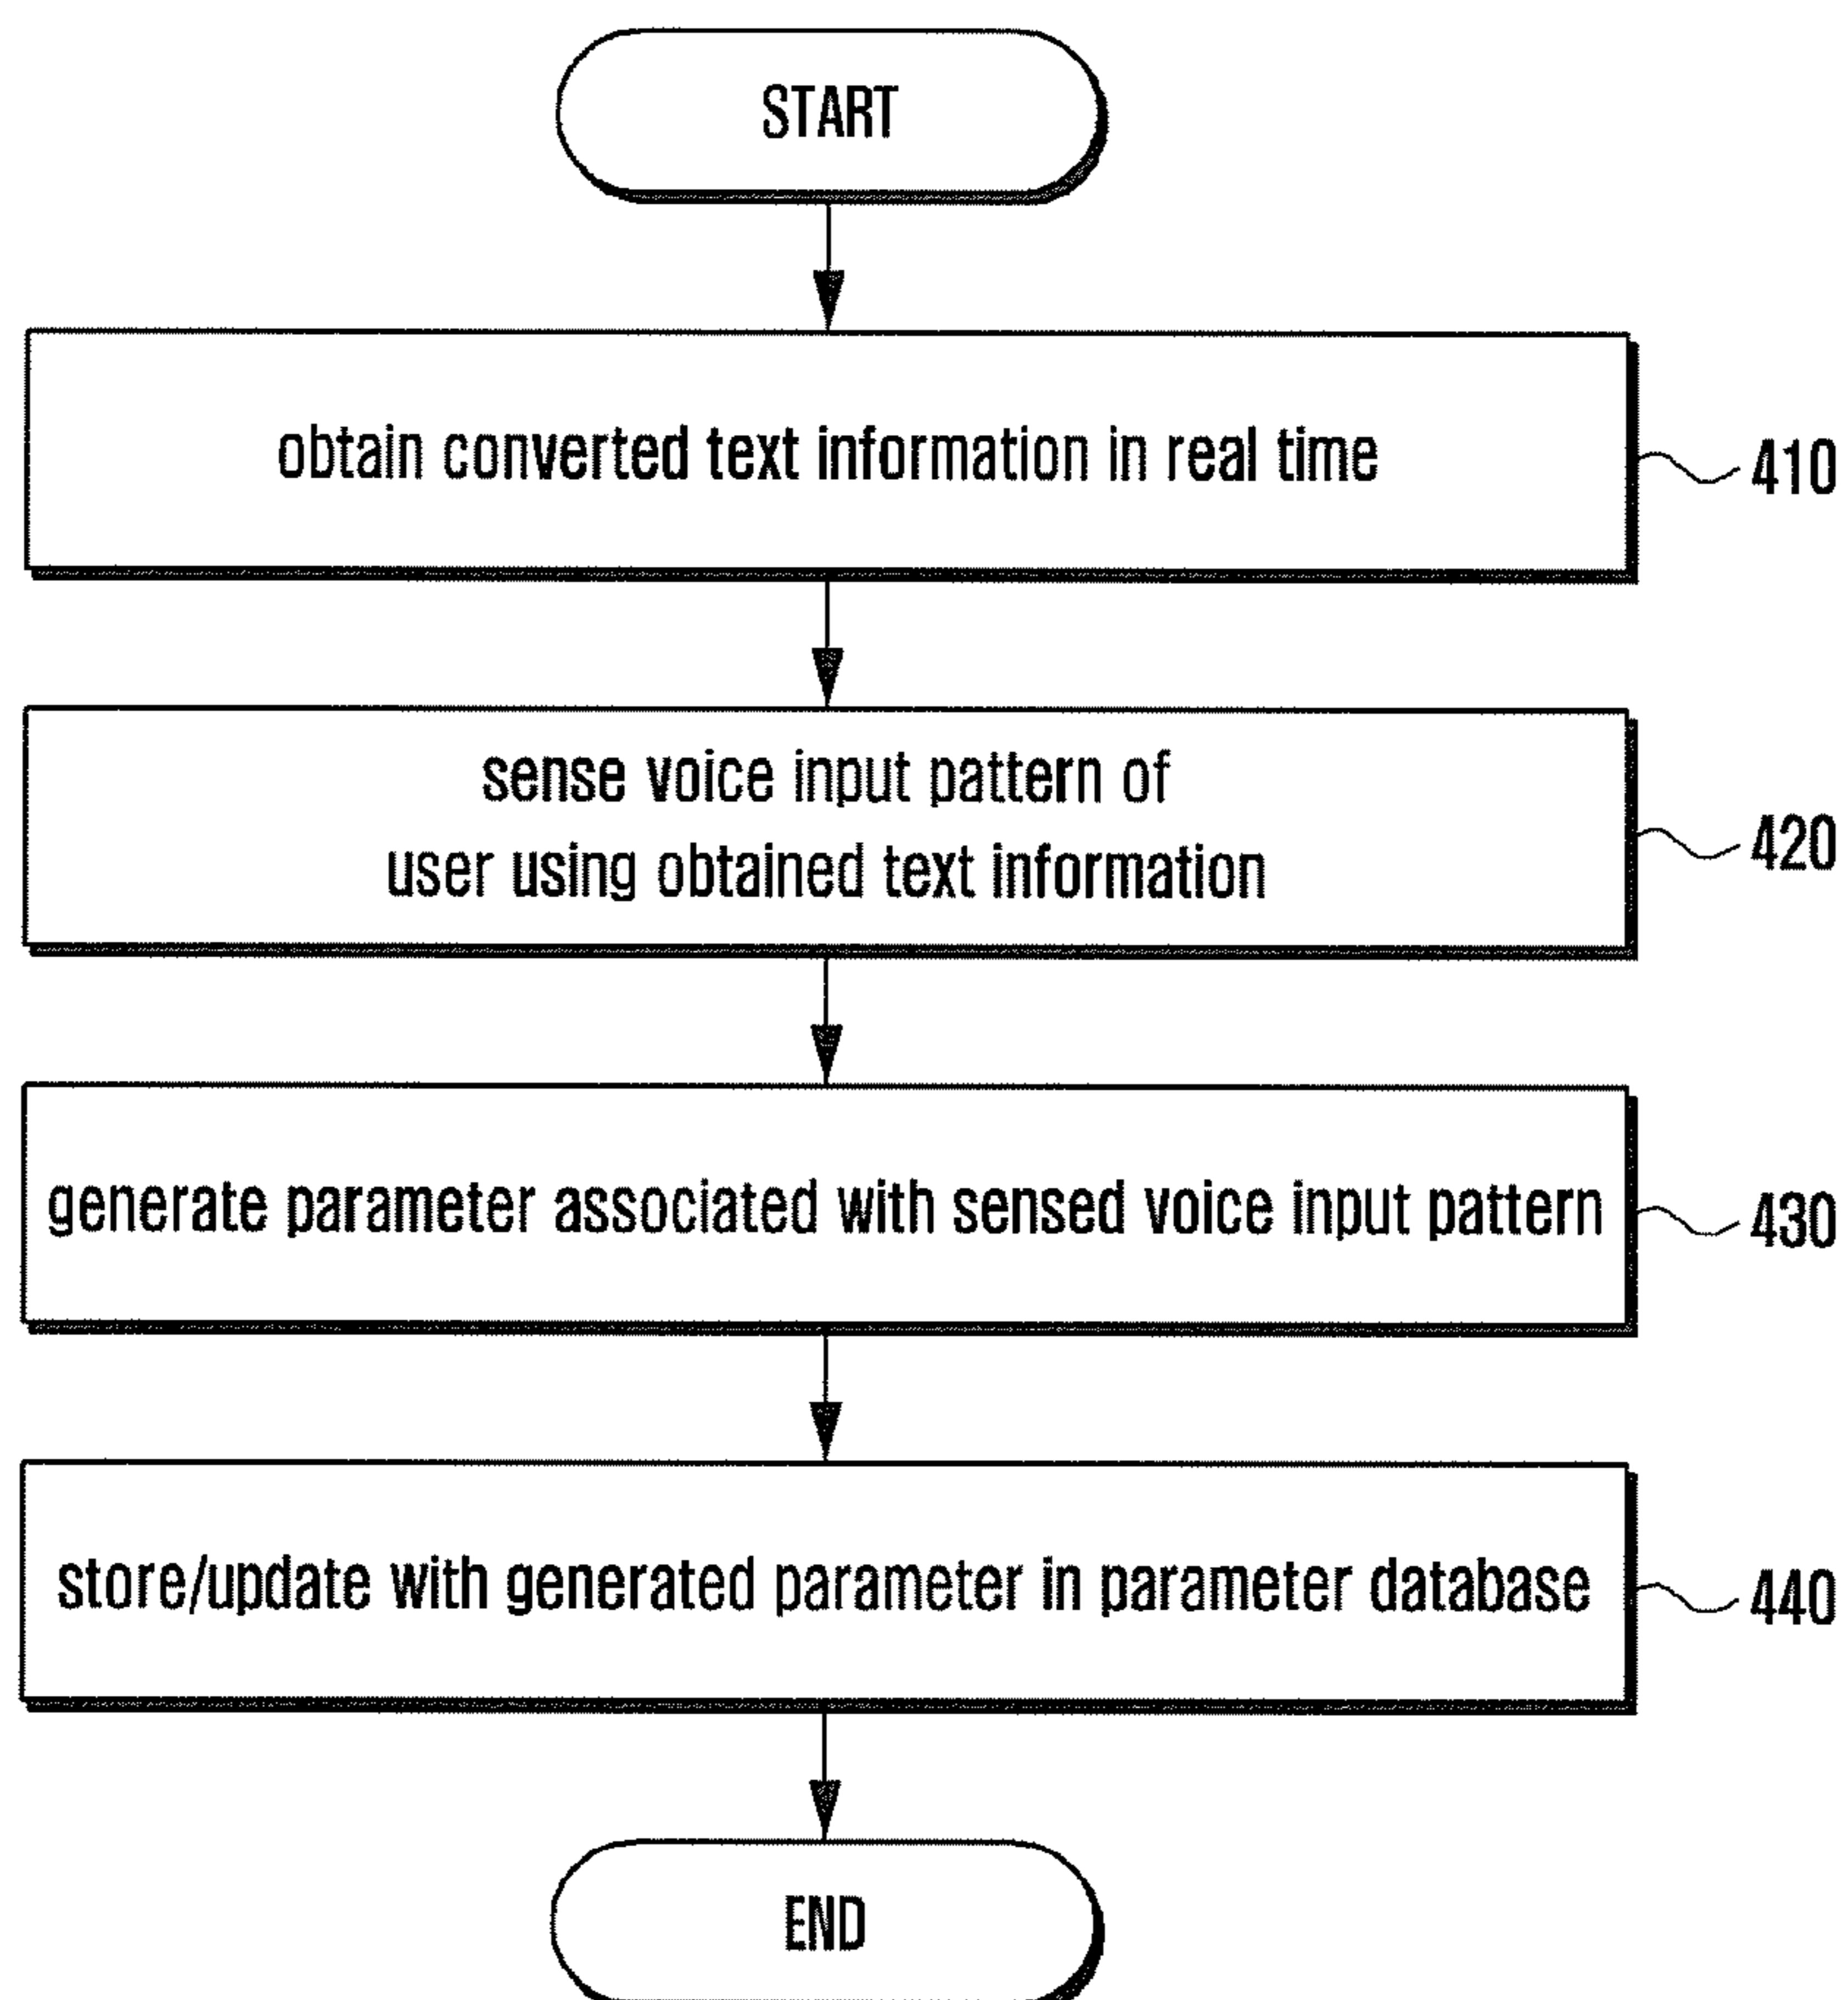 START
obtain converted text information in real time
410
sense voice input pattern of
user using obtained text information
420
generate parameter associated with sensed voice input pattern
430
store/update with generated parameter in parameter database
440
END